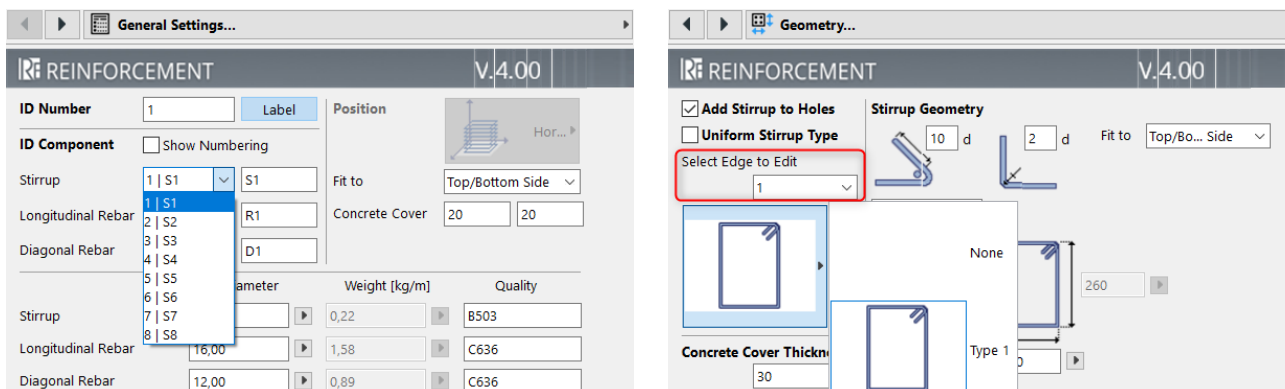 General Settings...
REINFORCEMENT V.4.00
ID Number 1 Label Position
Hor...
ID Component Show Numbering
Stirrup 1 | S1 S1 Fit to Top/Bottom Side
1 | S1
2 | S2
3 | S3
4 | S4
5 | S5
6 | S6
7 | S7
8 | S8
Longitudinal Rebar R1 Concrete Cover 20 20
Diagonal Rebar D1
ameter Weight [kg/m] Quality
Stirrup 0,22 B503
Longitudinal Rebar 16,00 1,58 C636
Diagonal Rebar 12,00 0,89 C636
Geometry...
REINFORCEMENT V.4.00
Add Stirrup to Holes Stirrup Geometry
Uniform Stirrup Type 10 d 2 d Fit to Top/Bo... Side
Select Edge to Edit
1
None
260
Type 1
Concrete Cover Thickn
30